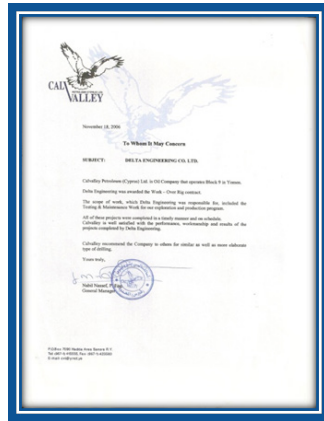 CALVALLEY
November 18, 2006
To Whom It May Concern
SUBJECT: DELTA ENGINEERING CO. LTD.
Calvalley Petroleum (Cyprus) Ltd. is Oil Company that operates Block 9 in Yemen.
Delta Engineering was awarded the Work – Over Rig contract.
The scope of work, which Delta Engineering was responsible for, included the
Testing & Maintenance Work for our exploration and production program.
All of these projects were completed in a timely manner and on schedule.
Calvalley is well satisfied with the performance, workmanship and results of the
projects completed by Delta Engineering.
Calvalley recommend the Company to others for similar as well as more elaborate
type of drilling.
Yours truly,
General Manager